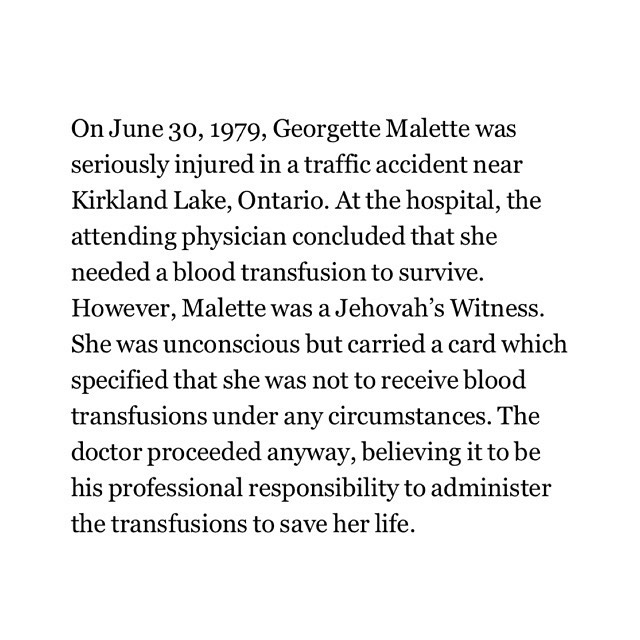 On June 30, 1979, Georgette Malette was
seriously injured in a traffic accident near
Kirkland Lake, Ontario. At the hospital, the
attending physician concluded that she
needed a blood transfusion to survive.
However, Malette was a Jehovah’s Witness.
She was unconscious but carried a card which
specified that she was not to receive blood
transfusions under any circumstances. The
doctor proceeded anyway, believing it to be
his professional responsibility to administer
the transfusions to save her life.